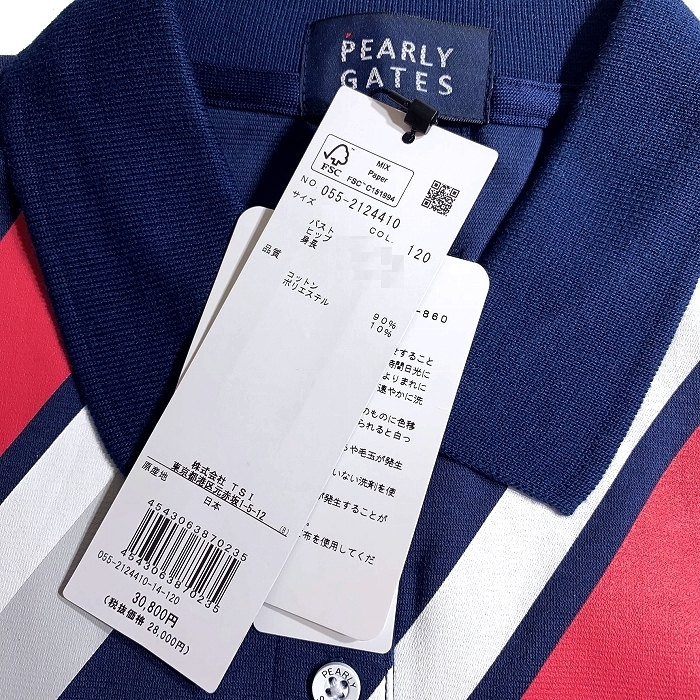 PEARLY
GATES
FSC
MIX
Paper
FSC™ C151994
NO. 055-2124410
サイズ
COL. 120
バスト
ヒップ
身長
品質
コットン
ポリエステル
90%
10%
株式会社 TSI
東京都港区元赤坂1-5-12
原産地
日本
(R)
4543063870235
4543063870235
055-2124410-14-120
30,800円
(税抜価格 28,000円)
-860
せすること
時間日光に
よりまれに
速やかに洗
のものに色移
られると白っ
や毛玉が発生
いない洗剤を使
が発生することが
布を使用してくだ
PEARLY